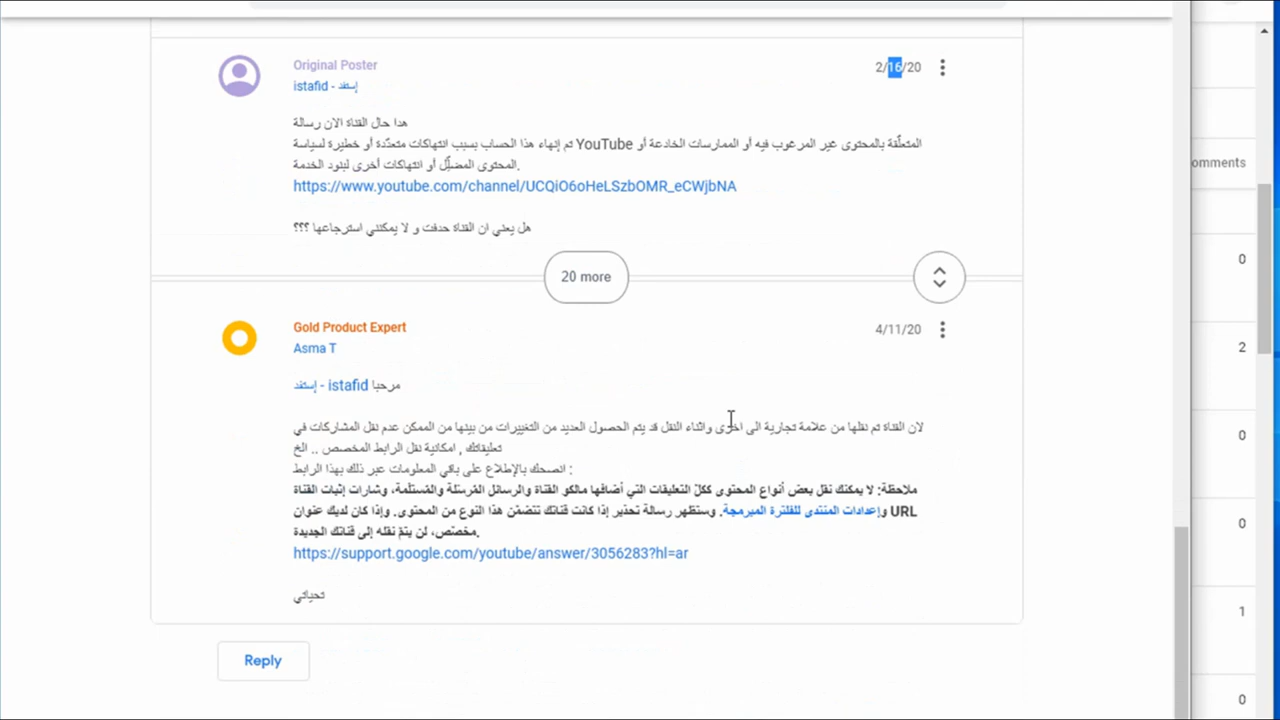 Original Poster
2/16/20
istafid - إستفد
هدا حال القناة الان رسالة
المتعلّقة بالمحتوى غير المرغوب فيه أو الممارسات الخادعة أو YouTube تم إنهاء هذا الحساب بسبب انتهاكات متعدّدة أو خطيرة لسياسة
المحتوى المضلِّل أو انتهاكات أخرى لبنود الخدمة.
https://www.youtube.com/channel/UCQiO6oHeLSzbOMR_eCWjbNA
هل يعني ان القناة حدفت و لا يمكنني استرجاعها ؟؟؟
20 more
Gold Product Expert
4/11/20
Asma T
مرحبا istafid - إستفد
لان القناة تم نقلها من علامة تجارية الى اخرى واثناء النقل قد يتم الحصول العديد من التغييرات من بينها من الممكن عدم نقل المشاركات في
تعليقاتك , امكانية نقل الرابط المخصص .. الخ
انصحك بالإطلاع على باقي المعلومات عبر ذلك بهذا الرابط :
ملاحظة: لا يمكنك نقل بعض أنواع المحتوى ككلّ التعليقات التي أضافها مالكو القناة والرسائل المُرسَلة والمُستلَمة، وشارات إثبات القناة
URL وإعدادات المنتدى للفلترة المبرمجة. وستظهر رسالة تحذير إذا كانت قناتك تتضمّن هذا النوع من المحتوى. وإذا كان لديك عنوان
مخصّص، لن يتمّ نقله إلى قناتك الجديدة.
https://support.google.com/youtube/answer/3056283?hl=ar
تحياتي
Reply
omments
0
2
0
0
1
0